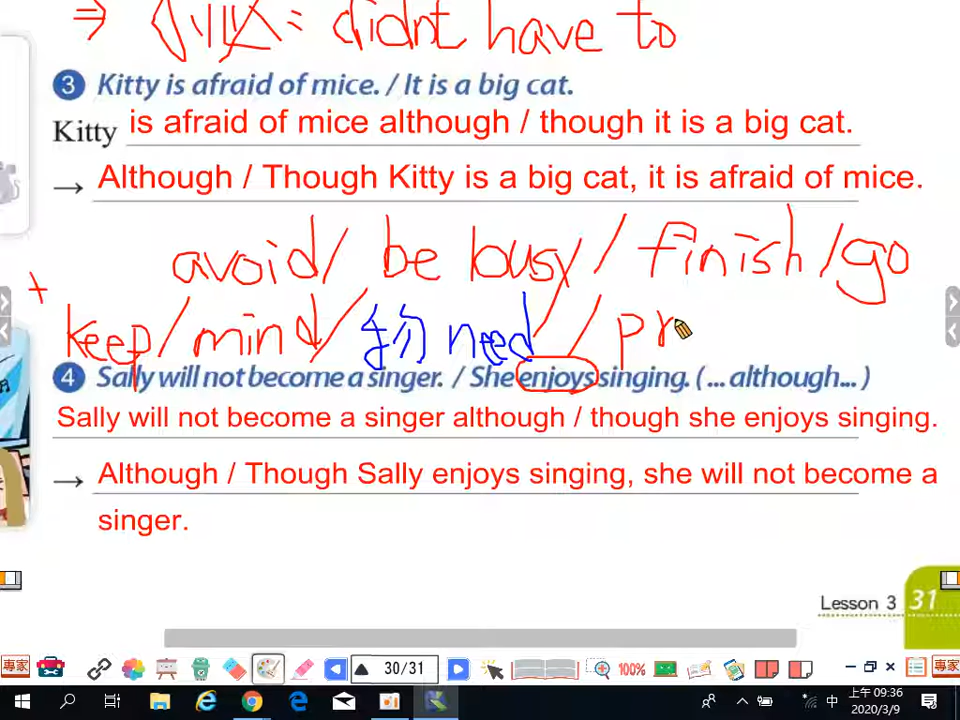 ⇒ = didnt have to
3 Kitty is afraid of mice. / It is a big cat.
Kitty is afraid of mice although / though it is a big cat.
→ Although / Though Kitty is a big cat, it is afraid of mice.
avoid / be busy / finish / go
+ keep / mind / need / / pr
4 Sally will not become a singer. / She enjoys singing. ( ... although... )
Sally will not become a singer although / though she enjoys singing.
→ Although / Though Sally enjoys singing, she will not become a
singer.
Lesson 3 31
專家 30/31 100% 專家
中 上午 09:36
2020/3/9